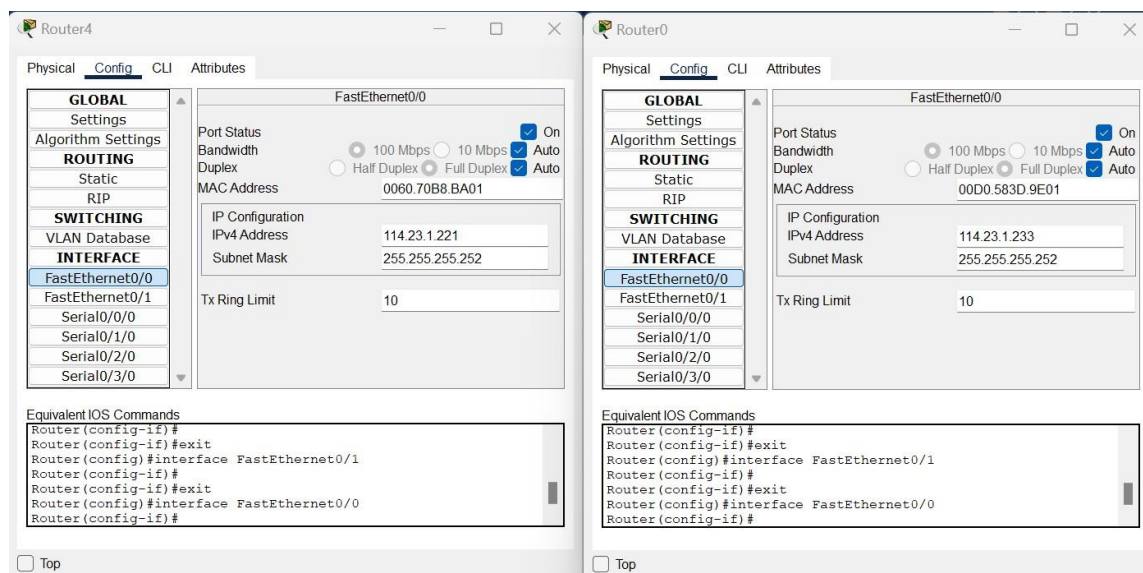 Router4
Physical Config CLI Attributes
GLOBAL
Settings
Algorithm Settings
ROUTING
Static
RIP
SWITCHING
VLAN Database
INTERFACE
FastEthernet0/0
FastEthernet0/1
Serial0/0/0
Serial0/1/0
Serial0/2/0
Serial0/3/0
FastEthernet0/0
Port Status On
Bandwidth 100 Mbps 10 Mbps Auto
Duplex Half Duplex Full Duplex Auto
MAC Address 0060.70B8.BA01
IP Configuration
IPv4 Address 114.23.1.221
Subnet Mask 255.255.255.252
Tx Ring Limit 10
Equivalent IOS Commands
Router(config-if)#
Router(config-if)#exit
Router(config)#interface FastEthernet0/1
Router(config-if)#
Router(config-if)#exit
Router(config)#interface FastEthernet0/0
Router(config-if)#
Top
Router0
Physical Config CLI Attributes
GLOBAL
Settings
Algorithm Settings
ROUTING
Static
RIP
SWITCHING
VLAN Database
INTERFACE
FastEthernet0/0
FastEthernet0/1
Serial0/0/0
Serial0/1/0
Serial0/2/0
Serial0/3/0
FastEthernet0/0
Port Status On
Bandwidth 100 Mbps 10 Mbps Auto
Duplex Half Duplex Full Duplex Auto
MAC Address 00D0.583D.9E01
IP Configuration
IPv4 Address 114.23.1.233
Subnet Mask 255.255.255.252
Tx Ring Limit 10
Equivalent IOS Commands
Router(config-if)#
Router(config-if)#exit
Router(config)#interface FastEthernet0/1
Router(config-if)#
Router(config-if)#exit
Router(config)#interface FastEthernet0/0
Router(config-if)#
Top